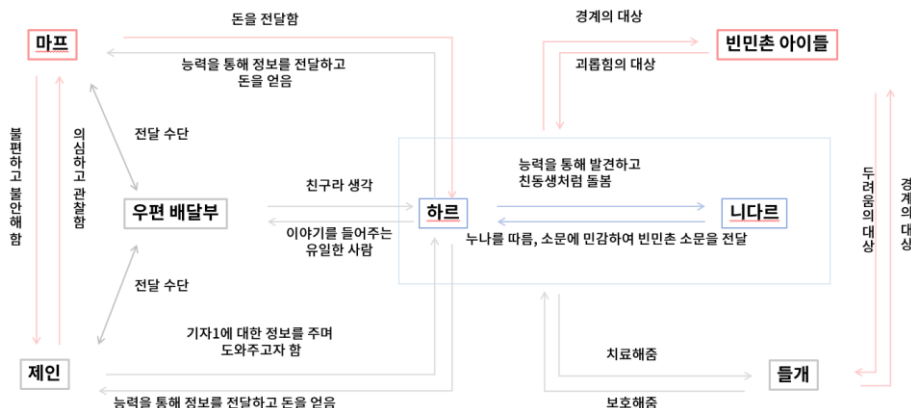 돈을 전달함
경계의 대상
마프
빈민촌 아이들
능력을 통해 정보를 전달하고
돈을 얻음
괴롭힘의 대상
불편하고 불안해 함
의심하고 관찰함
전달 수단
능력을 통해 발견하고
친동생처럼 돌봄
두려움의 대상
경계의 대상
친구라 생각
우편 배달부
하르
니다르
이야기를 들어주는
유일한 사람
누나를 따름, 소문에 민감하여 빈민촌 소문을 전달
전달 수단
기자1에 대한 정보를 주며
도와주고자 함
치료해줌
제인
들개
능력을 통해 정보를 전달하고 돈을 얻음
보호해줌